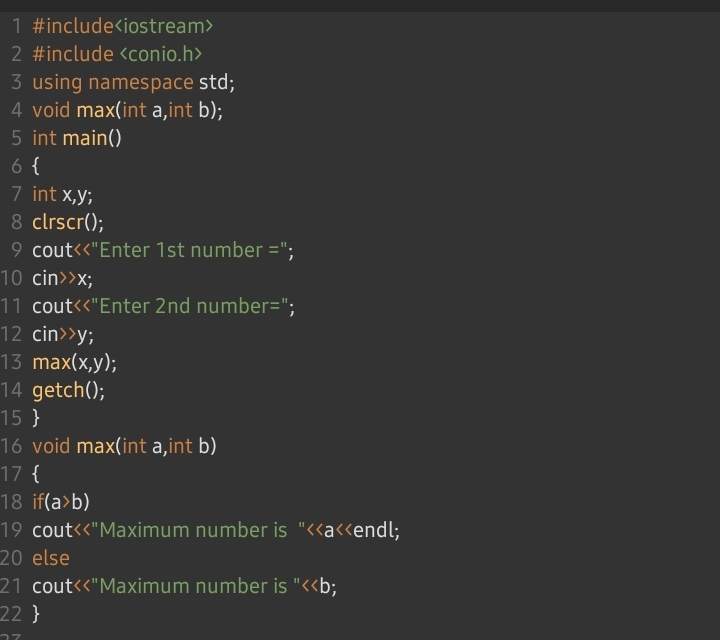 1 #include<iostream>
2 #include <conio.h>
3 using namespace std;
4 void max(int a,int b);
5 int main()
6 {
7 int x,y;
8 clrscr();
9 cout<<"Enter 1st number =";
10 cin>>x;
11 cout<<"Enter 2nd number=";
12 cin>>y;
13 max(x,y);
14 getch();
15 }
16 void max(int a,int b)
17 {
18 if(a>b)
19 cout<<"Maximum number is  "<<a<<endl;
20 else
21 cout<<"Maximum number is "<<b;
22 }
23